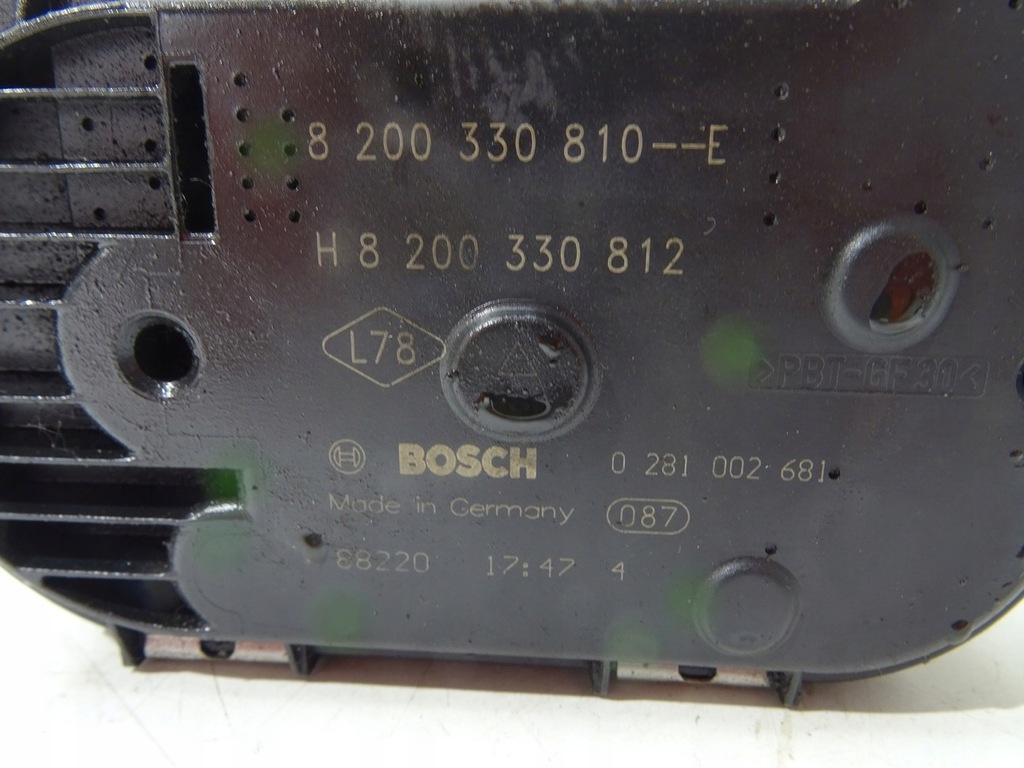 8 200 330 810--E
H 8 200 330 812
L78
>PBT-GF30<
BOSCH 0 281 002 681
Made in Germany 087
88220 17:47 4